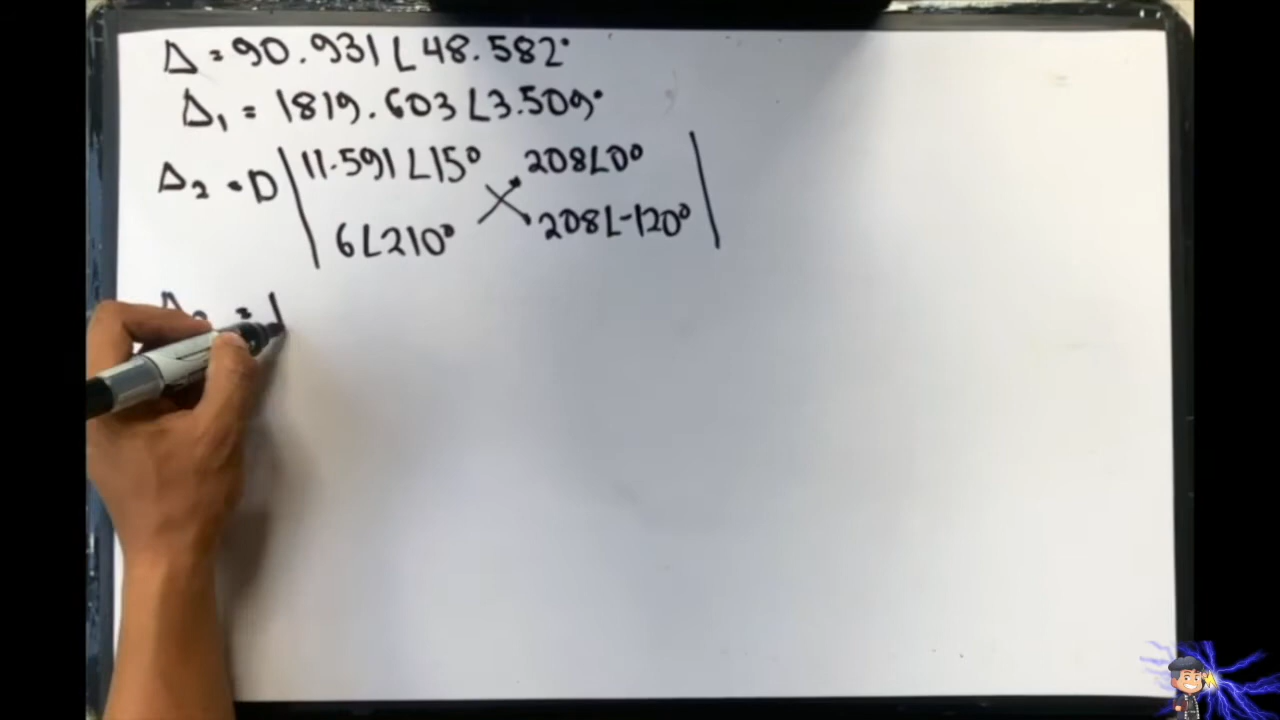 Δ = 90.931∠48.582°
Δ₁ = 1819.603∠3.509°
Δ₂ = D | 11.591∠15° 208∠0° |
6∠210° 208∠-120°
Δ₂ =